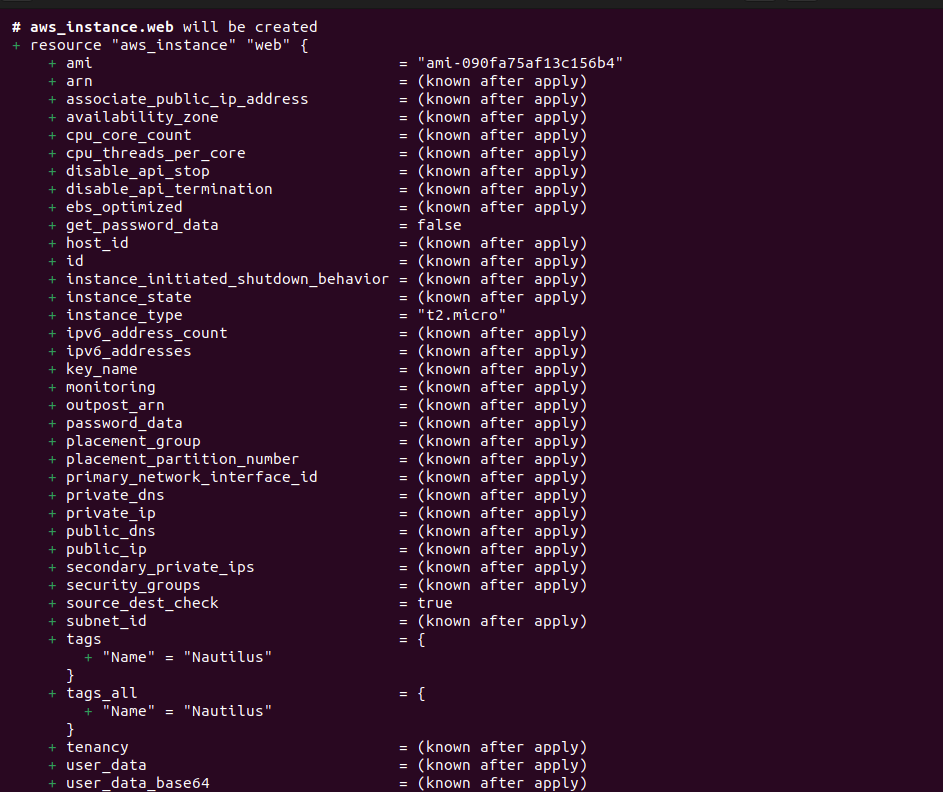 # aws_instance.web will be created
+ resource "aws_instance" "web" {
+ ami = "ami-090fa75af13c156b4"
+ arn = (known after apply)
+ associate_public_ip_address = (known after apply)
+ availability_zone = (known after apply)
+ cpu_core_count = (known after apply)
+ cpu_threads_per_core = (known after apply)
+ disable_api_stop = (known after apply)
+ disable_api_termination = (known after apply)
+ ebs_optimized = (known after apply)
+ get_password_data = false
+ host_id = (known after apply)
+ id = (known after apply)
+ instance_initiated_shutdown_behavior = (known after apply)
+ instance_state = (known after apply)
+ instance_type = "t2.micro"
+ ipv6_address_count = (known after apply)
+ ipv6_addresses = (known after apply)
+ key_name = (known after apply)
+ monitoring = (known after apply)
+ outpost_arn = (known after apply)
+ password_data = (known after apply)
+ placement_group = (known after apply)
+ placement_partition_number = (known after apply)
+ primary_network_interface_id = (known after apply)
+ private_dns = (known after apply)
+ private_ip = (known after apply)
+ public_dns = (known after apply)
+ public_ip = (known after apply)
+ secondary_private_ips = (known after apply)
+ security_groups = (known after apply)
+ source_dest_check = true
+ subnet_id = (known after apply)
+ tags = {
+ "Name" = "Nautilus"
}
+ tags_all = {
+ "Name" = "Nautilus"
}
+ tenancy = (known after apply)
+ user_data = (known after apply)
+ user_data_base64 = (known after apply)